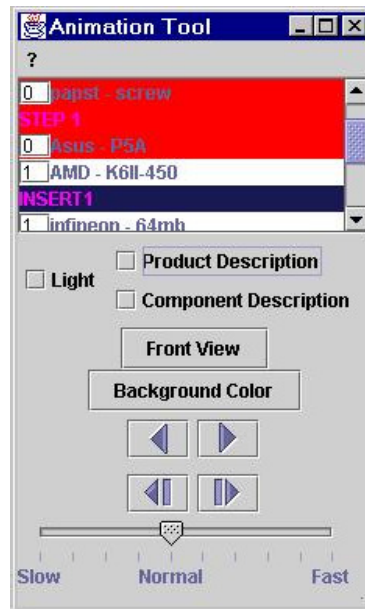 Animation Tool
?
0 papst - screw
STEP 1
0 Asus - P5A
1 AMD - K6II-450
INSERT1
1 infineon - 64mb
Light
Product Description
Component Description
Front View
Background Color
Slow Normal Fast